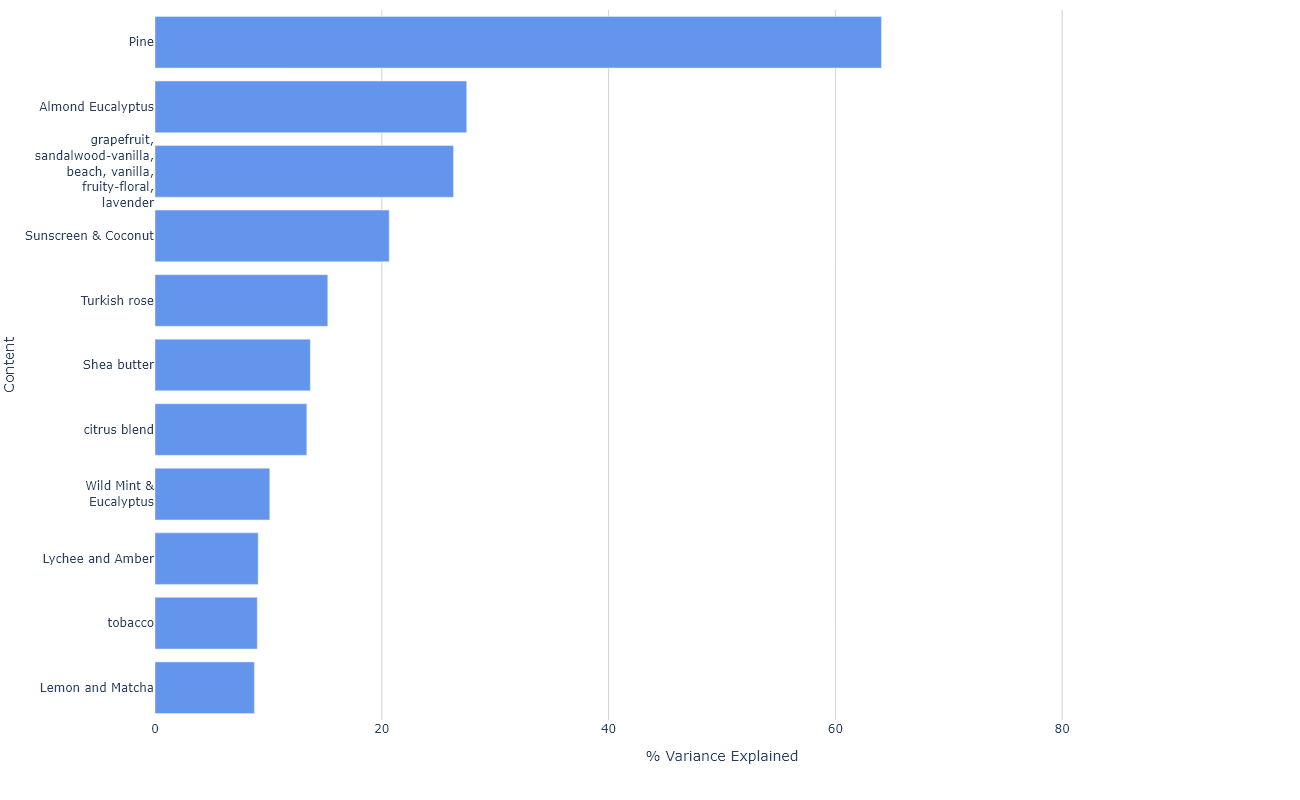 Pine
Almond Eucalyptus
grapefruit,
sandalwood-vanilla,
beach, vanilla,
fruity-floral,
lavender
Sunscreen & Coconut
Turkish rose
Shea butter
citrus blend
Wild Mint &
Eucalyptus
Lychee and Amber
tobacco
Lemon and Matcha
Content
0 20 40 60 80
% Variance Explained